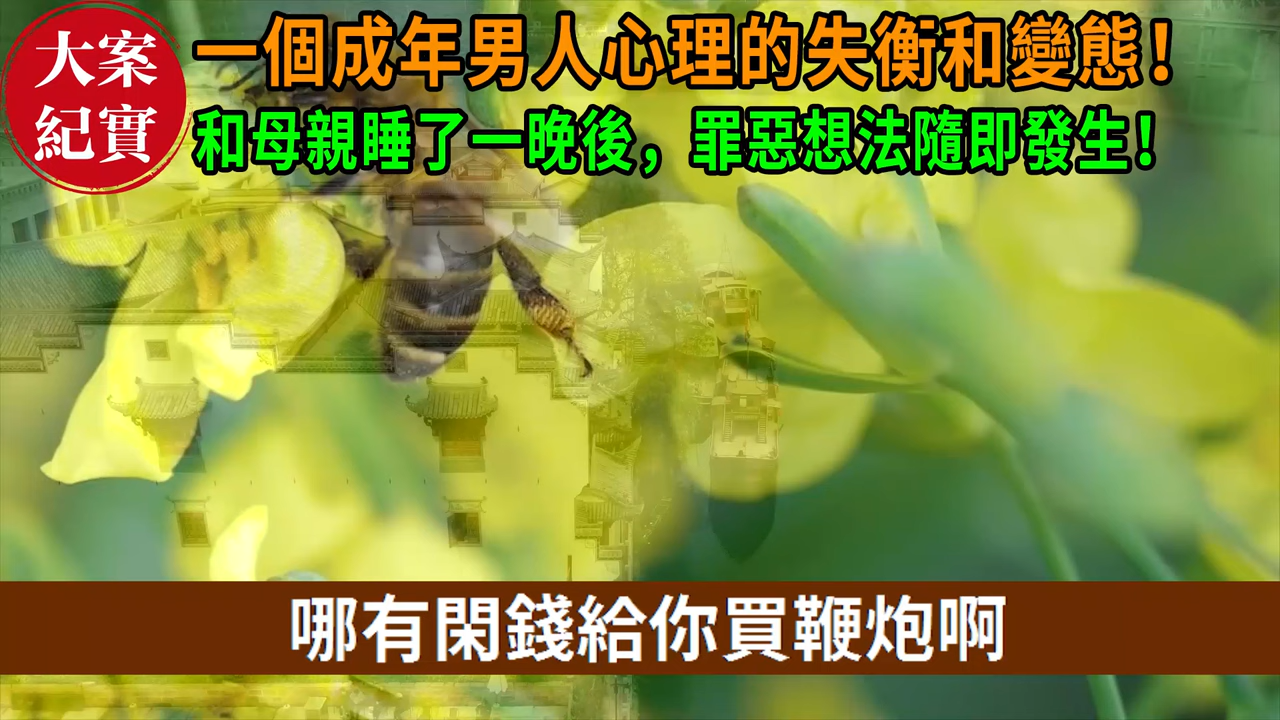 大案
紀實
一個成年男人心理的失衡和變態！
和母親睡了一晚後，罪惡想法隨即發生！
哪有閑錢給你買鞭炮啊